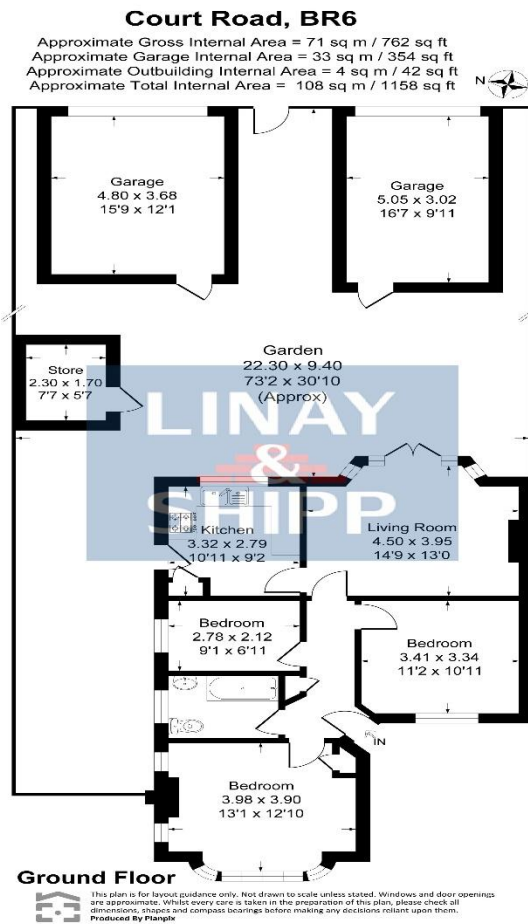 Court Road, BR6
Approximate Gross Internal Area = 71 sq m / 762 sq ft
Approximate Garage Internal Area = 33 sq m / 354 sq ft
Approximate Outbuilding Internal Area = 4 sq m / 42 sq ft
Approximate Total Internal Area = 108 sq m / 1158 sq ft
N
Garage
4.80 x 3.68
15'9 x 12'1
Garage
5.05 x 3.02
16'7 x 9'11
Store
2.30 x 1.70
7'7 x 5'7
Garden
22.30 x 9.40
73'2 x 30'10
(Approx)
LINAY
&
SHIPP
Kitchen
3.32 x 2.79
10'11 x 9'2
Living Room
4.50 x 3.95
14'9 x 13'0
Bedroom
2.78 x 2.12
9'1 x 6'11
Bedroom
3.41 x 3.34
11'2 x 10'11
IN
Bedroom
3.98 x 3.90
13'1 x 12'10
Ground Floor
This plan is for layout guidance only. Not drawn to scale unless stated. Windows and door openings
are approximate. Whilst every care is taken in the preparation of this plan, please check all
dimensions, shapes and compass bearings before making any decisions reliant upon them.
Produced By Planpix